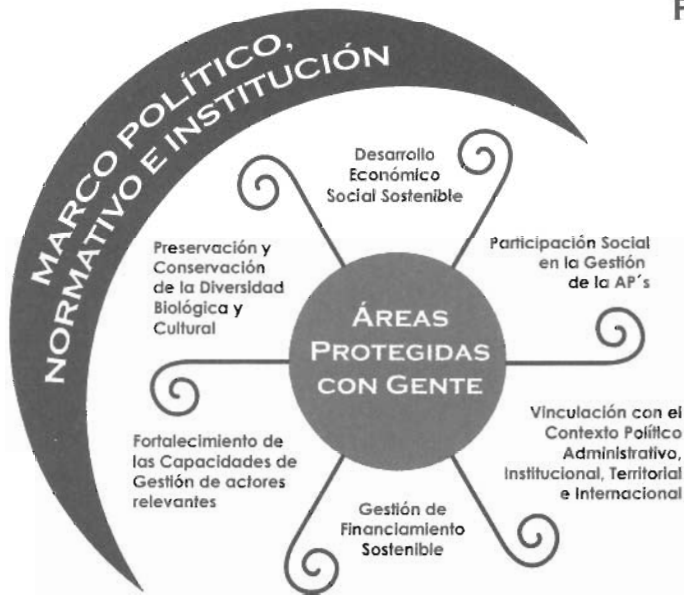 MARCO POLÍTICO,
NORMATIVO E INSTITUCIÓN
Desarrollo
Económico
Social Sostenible
Participación Social
en la Gestión
de la AP´s
Vinculación con el
Contexto Político
Administrativo,
Institucional, Territorial
e Internacional
Gestión de
Financiamiento
Sostenible
Fortalecimiento de
las Capacidades de
Gestión de actores
relevantes
Preservación y
Conservación
de la Diversidad
Biológica y
Cultural
ÁREAS
PROTEGIDAS
CON GENTE